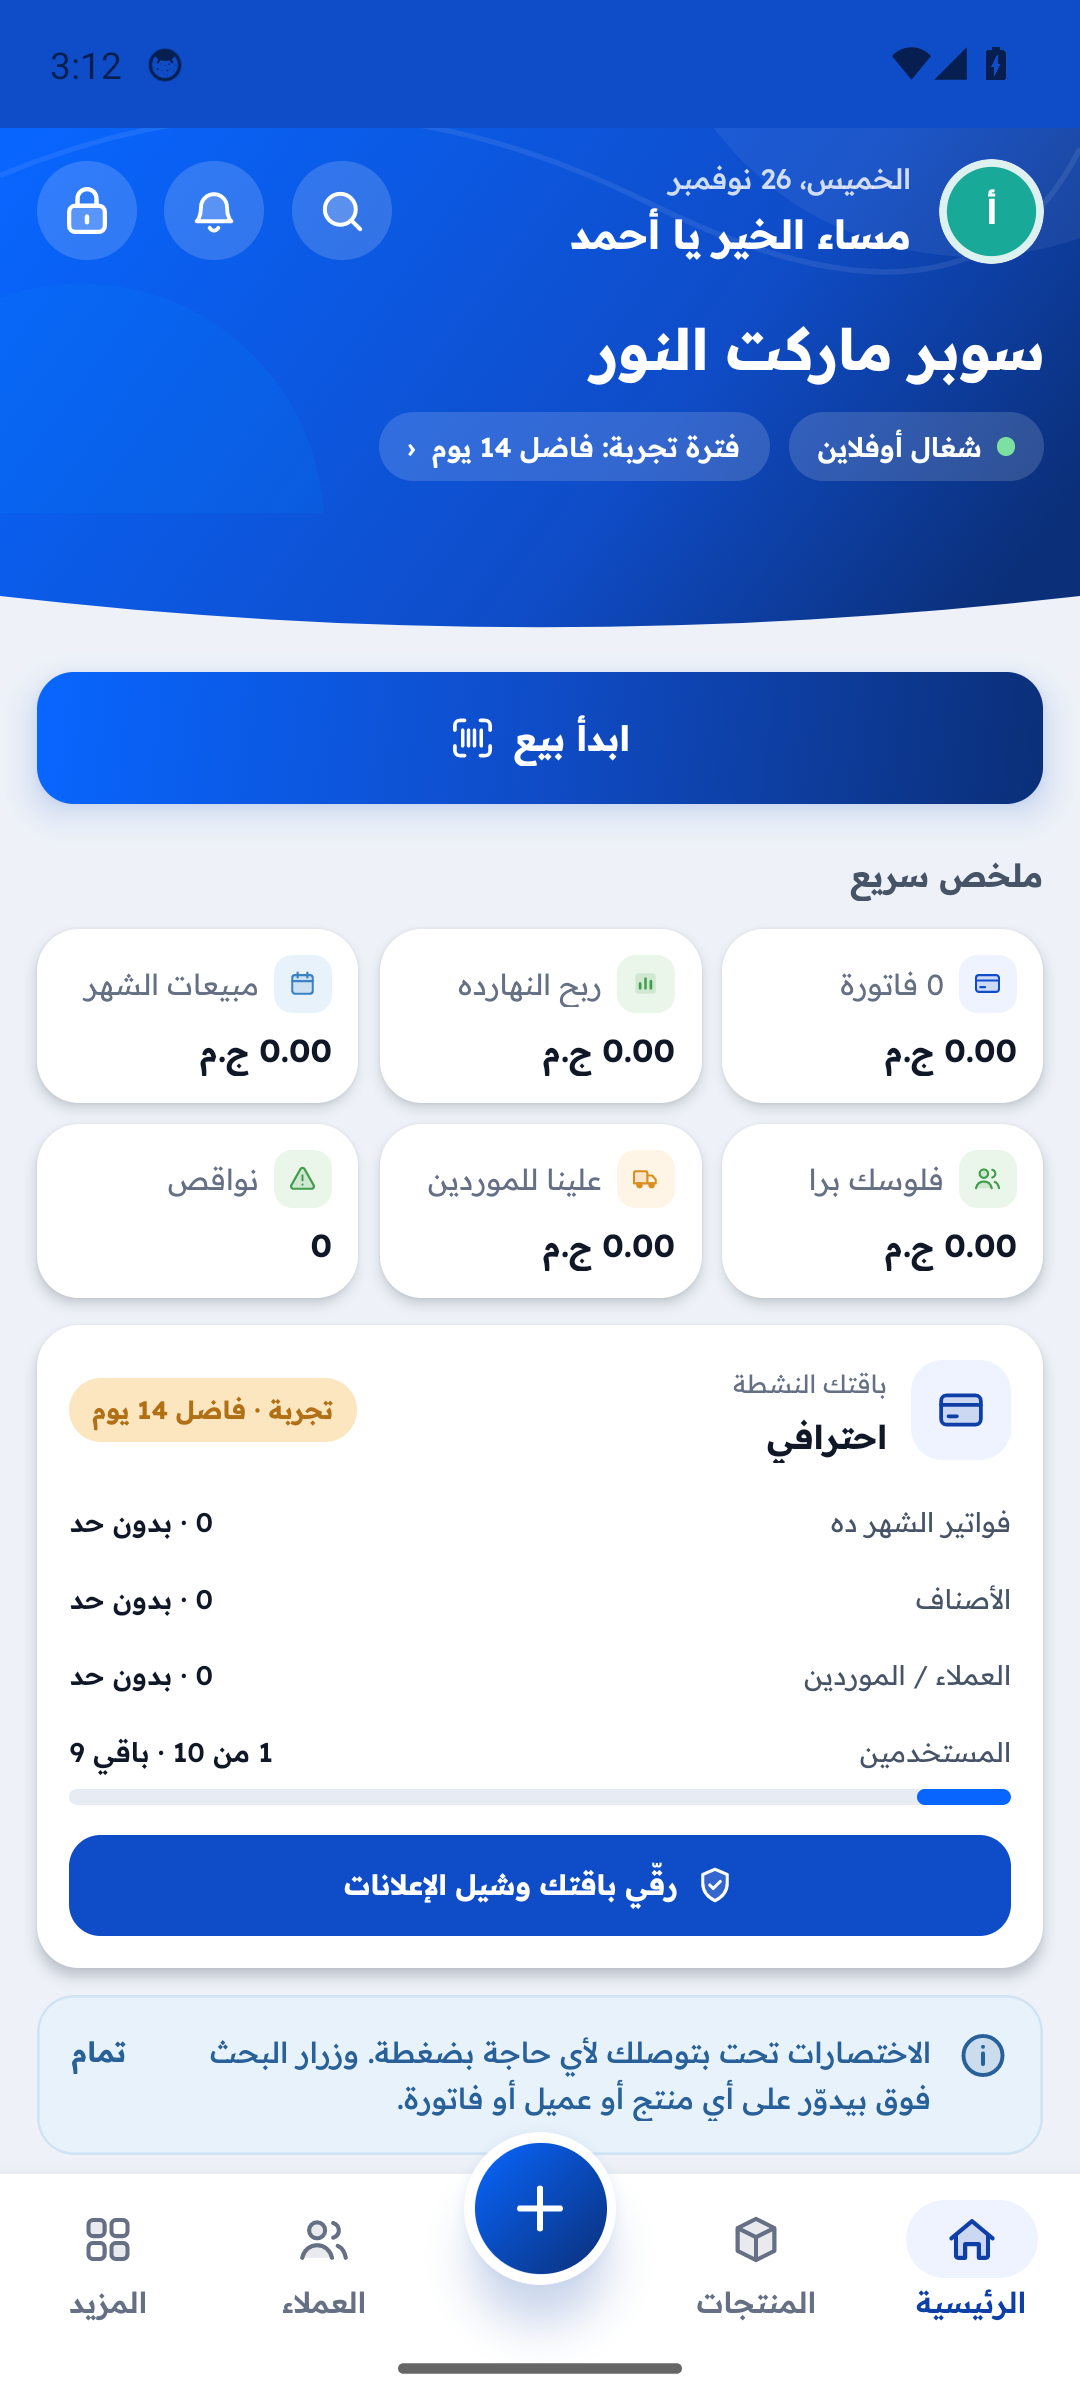 3:12
الخميس، 26 نوفمبر
مساء الخير يا أحمد
أ
سوبر ماركت النور
شغال أوفلاين
فترة تجربة: فاضل 14 يوم ‹
ابدأ بيع
ملخص سريع
0 فاتورة
0.00 ج.م
ربح النهارده
0.00 ج.م
مبيعات الشهر
0.00 ج.م
فلوسك برا
0.00 ج.م
علينا للموردين
0.00 ج.م
نواقص
0
باقتك النشطة
احترافي
تجربة · فاضل 14 يوم
فواتير الشهر ده
0 · بدون حد
الأصناف
0 · بدون حد
العملاء / الموردين
0 · بدون حد
المستخدمين
1 من 10 · باقي 9
رقّي باقتك وشيل الإعلانات
الاختصارات تحت بتوصلك لأي حاجة بضغطة. وزرار البحث
فوق بيدوّر على أي منتج أو عميل أو فاتورة.
تمام
الرئيسية
المنتجات
العملاء
المزيد